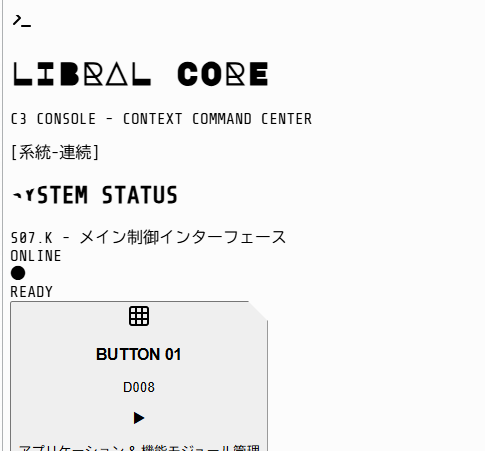 LIBRAL CORE
C3 CONSOLE - CONTEXT COMMAND CENTER
[系統-連続]
SYSTEM STATUS
S07.K - メイン制御インターフェース
ONLINE
READY
BUTTON 01
D008
アプリケーション & 機能モジュール管理